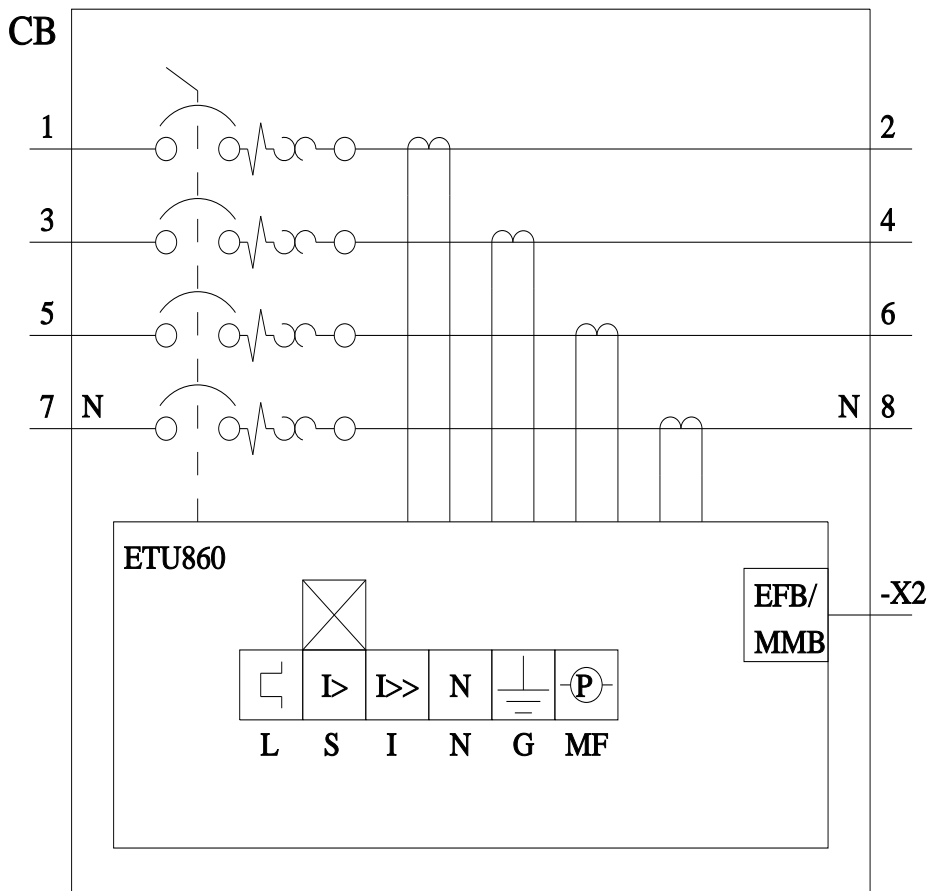 CB
1 2
3 4
5 6
7 N N 8
ETU860
EFB/ -X2
MMB
I> I>> N P
L S I N G MF